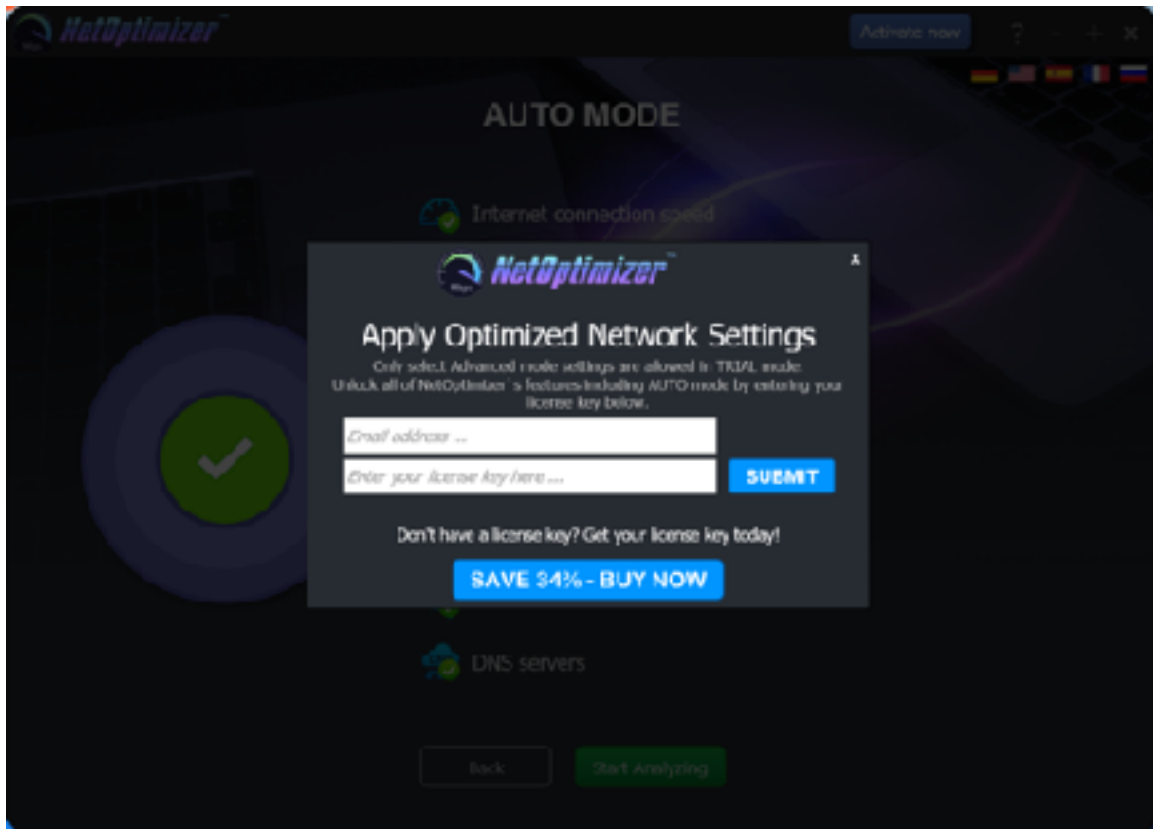 NetOptimizer™
Activate now
?
AUTO MODE
Internet connection speed
NetOptimizer™
x
Apply Optimized Network Settings
Only select Advanced mode settings are allowed in TRIAL mode.
Unlock all of NetOptimizer`s features including AUTO mode by entering your
license key below.
Email address ...
Enter your license key here ...
SUBMIT
Don't have a license key? Get your license key today!
SAVE 34% - BUY NOW
DNS servers
Back
Start Analyzing